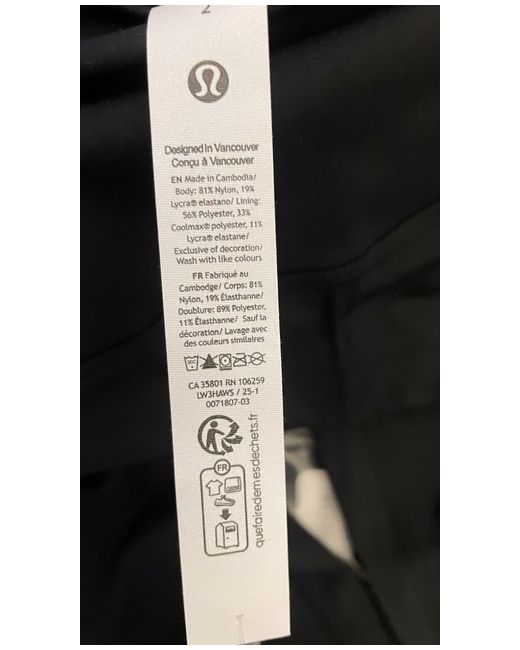 2
Designed in Vancouver
Conçu à Vancouver
EN Made in Cambodia/
Body: 81% Nylon, 19%
Lycra® elastano/ Lining:
56% Polyester, 33%
Coolmax® polyester, 11%
Lycra® elastane/
Exclusive of decoration/
Wash with like colours
FR Fabriqué au
Cambodge/ Corps: 81%
Nylon, 19% Élasthanne/
Doublure: 89% Polyester,
11% Élasthanne/ Sauf la
décoration/ Lavage avec
des couleurs similaires
30C
CA 35801 RN 106259
LW3HAWS / 25-1
0071807-03
FR
quefairedemesdechets.fr